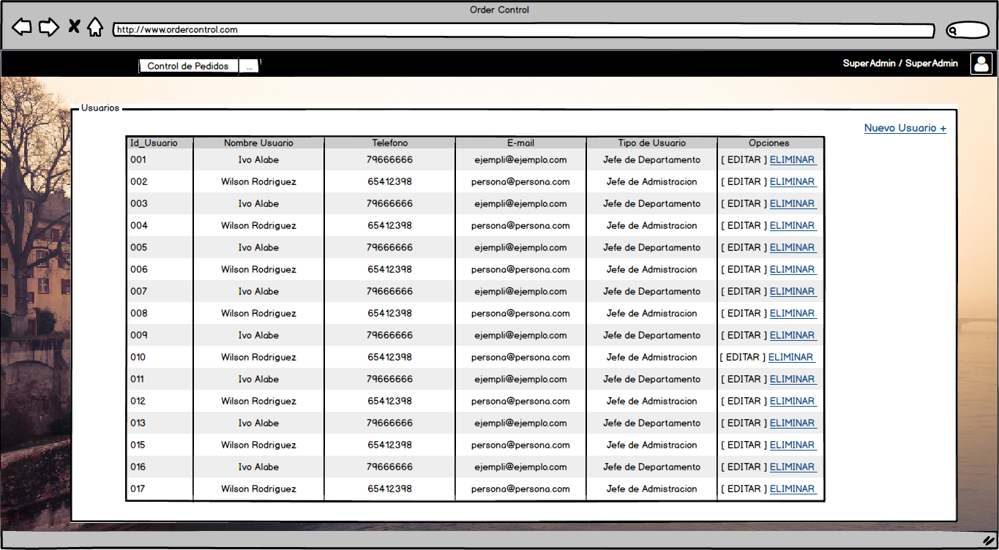 Order Control
http://www.ordercontrol.com
Control de Pedidos ...
SuperAdmin / SuperAdmin
Usuarios
Nuevo Usuario +
Id_Usuario Nombre Usuario Telefono E-mail Tipo de Usuario Opciones
001 Ivo Alabe 79666666 ejempli@ejemplo.com Jefe de Departamento [ EDITAR ] ELIMINAR
002 Wilson Rodriguez 65412398 persona@persona.com Jefe de Admistracion [ EDITAR ] ELIMINAR
003 Ivo Alabe 79666666 ejempli@ejemplo.com Jefe de Departamento [ EDITAR ] ELIMINAR
004 Wilson Rodriguez 65412398 persona@persona.com Jefe de Admistracion [ EDITAR ] ELIMINAR
005 Ivo Alabe 79666666 ejempli@ejemplo.com Jefe de Departamento [ EDITAR ] ELIMINAR
006 Wilson Rodriguez 65412398 persona@persona.com Jefe de Admistracion [ EDITAR ] ELIMINAR
007 Ivo Alabe 79666666 ejempli@ejemplo.com Jefe de Departamento [ EDITAR ] ELIMINAR
008 Wilson Rodriguez 65412398 persona@persona.com Jefe de Admistracion [ EDITAR ] ELIMINAR
009 Ivo Alabe 79666666 ejempli@ejemplo.com Jefe de Departamento [ EDITAR ] ELIMINAR
010 Wilson Rodriguez 65412398 persona@persona.com Jefe de Admistracion [ EDITAR ] ELIMINAR
011 Ivo Alabe 79666666 ejempli@ejemplo.com Jefe de Departamento [ EDITAR ] ELIMINAR
012 Wilson Rodriguez 65412398 persona@persona.com Jefe de Admistracion [ EDITAR ] ELIMINAR
013 Ivo Alabe 79666666 ejempli@ejemplo.com Jefe de Departamento [ EDITAR ] ELIMINAR
015 Wilson Rodriguez 65412398 persona@persona.com Jefe de Admistracion [ EDITAR ] ELIMINAR
016 Ivo Alabe 79666666 ejempli@ejemplo.com Jefe de Departamento [ EDITAR ] ELIMINAR
017 Wilson Rodriguez 65412398 persona@persona.com Jefe de Admistracion [ EDITAR ] ELIMINAR